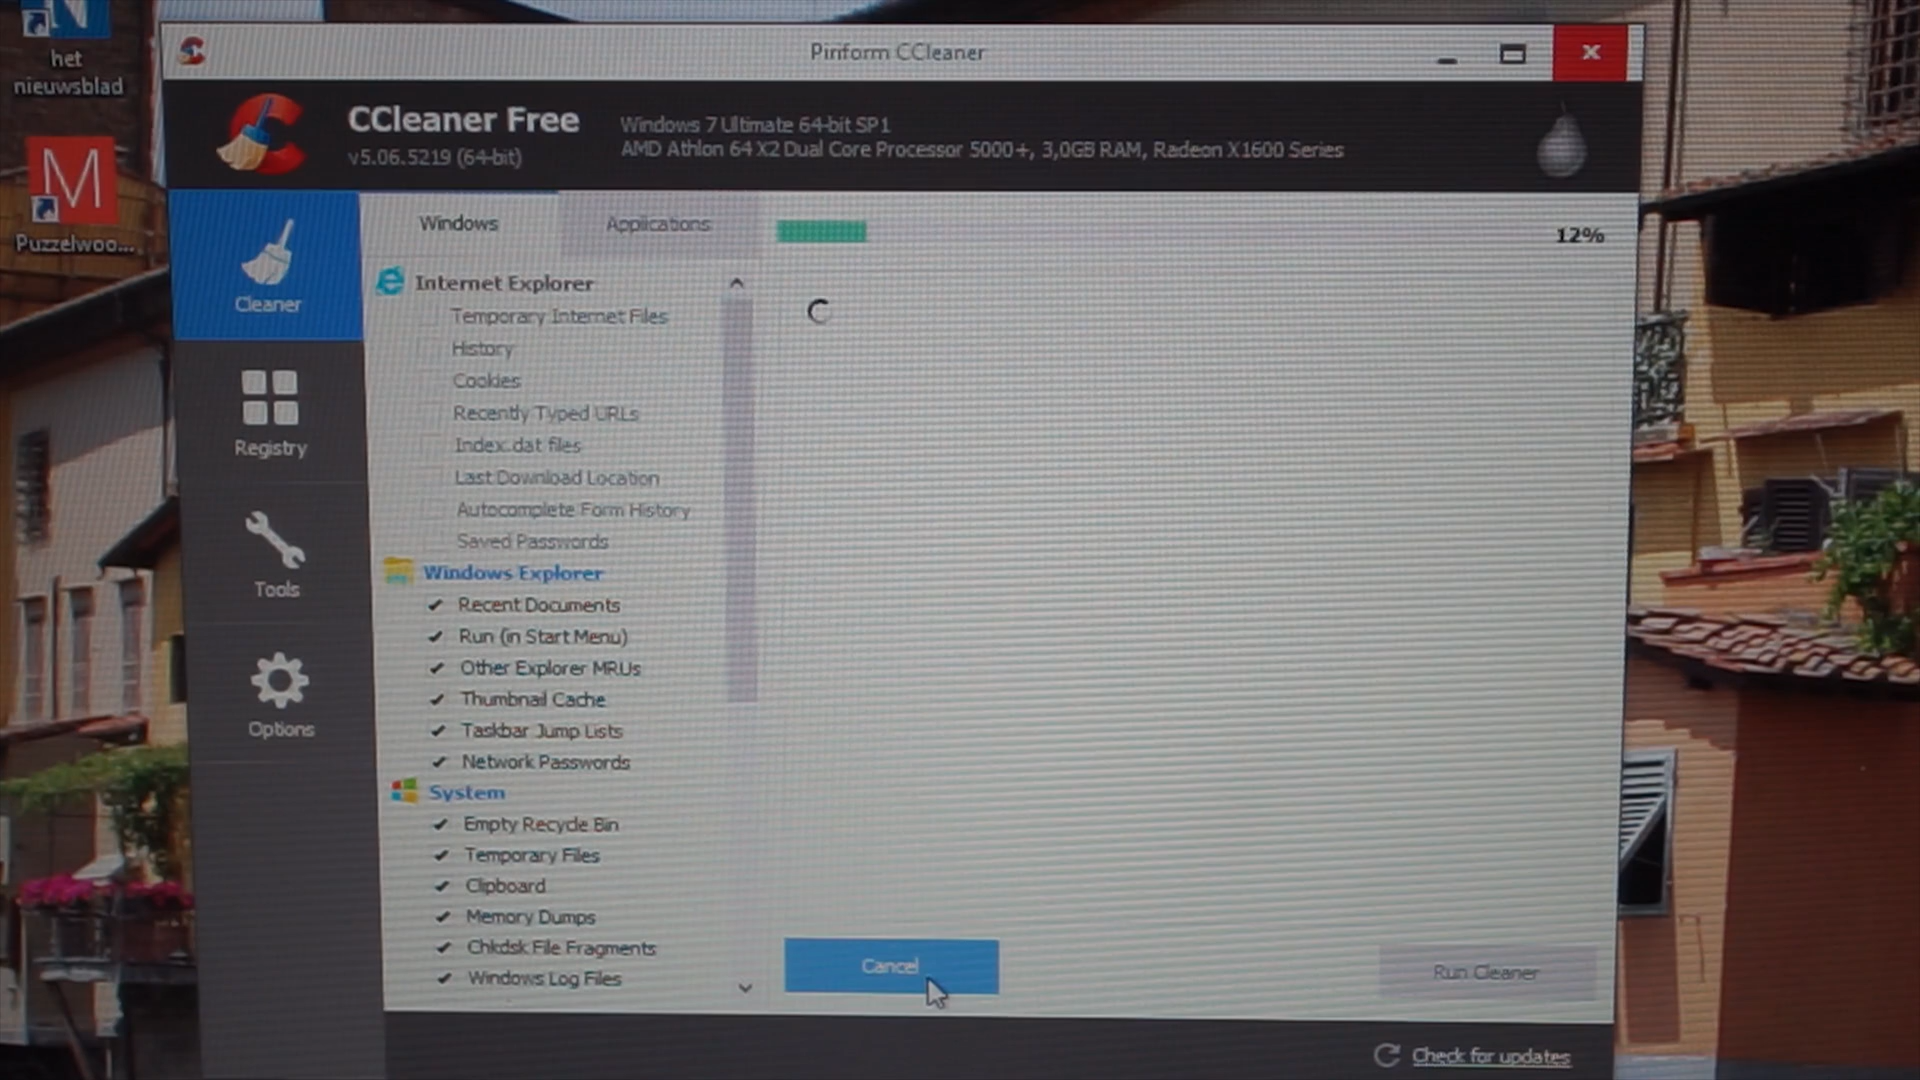 het
nieuwsblad
M
Puzzelwoo...
Piriform CCleaner
CCleaner Free
v5.06.5219 (64-bit)
Windows 7 Ultimate 64-bit SP1
AMD Athlon 64 X2 Dual Core Processor 5000+, 3,0GB RAM, Radeon X1600 Series
Cleaner
Registry
Tools
Options
Windows
Applications
12%
Internet Explorer
Temporary Internet Files
History
Cookies
Recently Typed URLs
Index.dat files
Last Download Location
Autocomplete Form History
Saved Passwords
Windows Explorer
Recent Documents
Run (in Start Menu)
Other Explorer MRUs
Thumbnail Cache
Taskbar Jump Lists
Network Passwords
System
Empty Recycle Bin
Temporary Files
Clipboard
Memory Dumps
Chkdsk File Fragments
Windows Log Files
Cancel
Run Cleaner
Check for updates